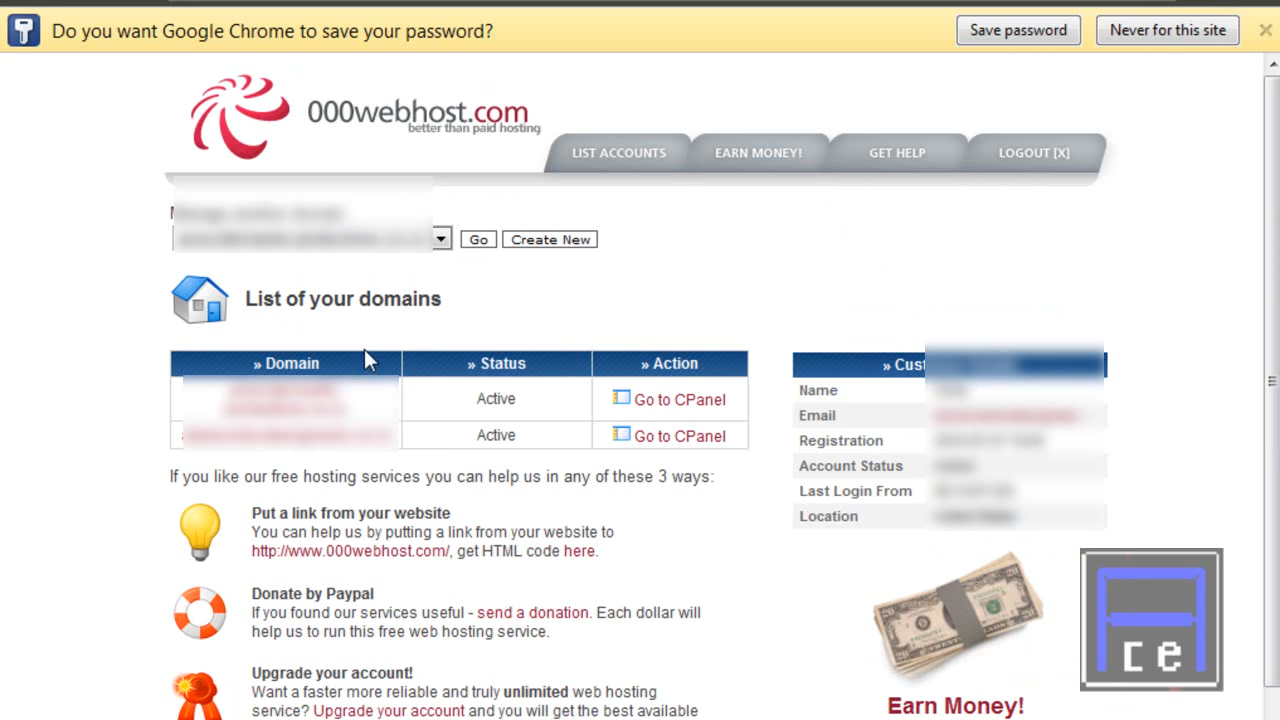 Do you want Google Chrome to save your password?
Save password
Never for this site
000webhost.com
better than paid hosting
LIST ACCOUNTS
EARN MONEY!
GET HELP
LOGOUT [X]
Go
Create New
List of your domains
» Domain
» Status
» Action
Active
Go to CPanel
Active
Go to CPanel
If you like our free hosting services you can help us in any of these 3 ways:
Put a link from your website
You can help us by putting a link from your website to
http://www.000webhost.com/, get HTML code here.
Donate by Paypal
If you found our services useful - send a donation. Each dollar will
help us to run this free web hosting service.
Upgrade your account!
Want a faster more reliable and truly unlimited web hosting
service? Upgrade your account and you will get the best available
» Cust
Name
Email
Registration
Account Status
Last Login From
Location
Earn Money!
A
ce